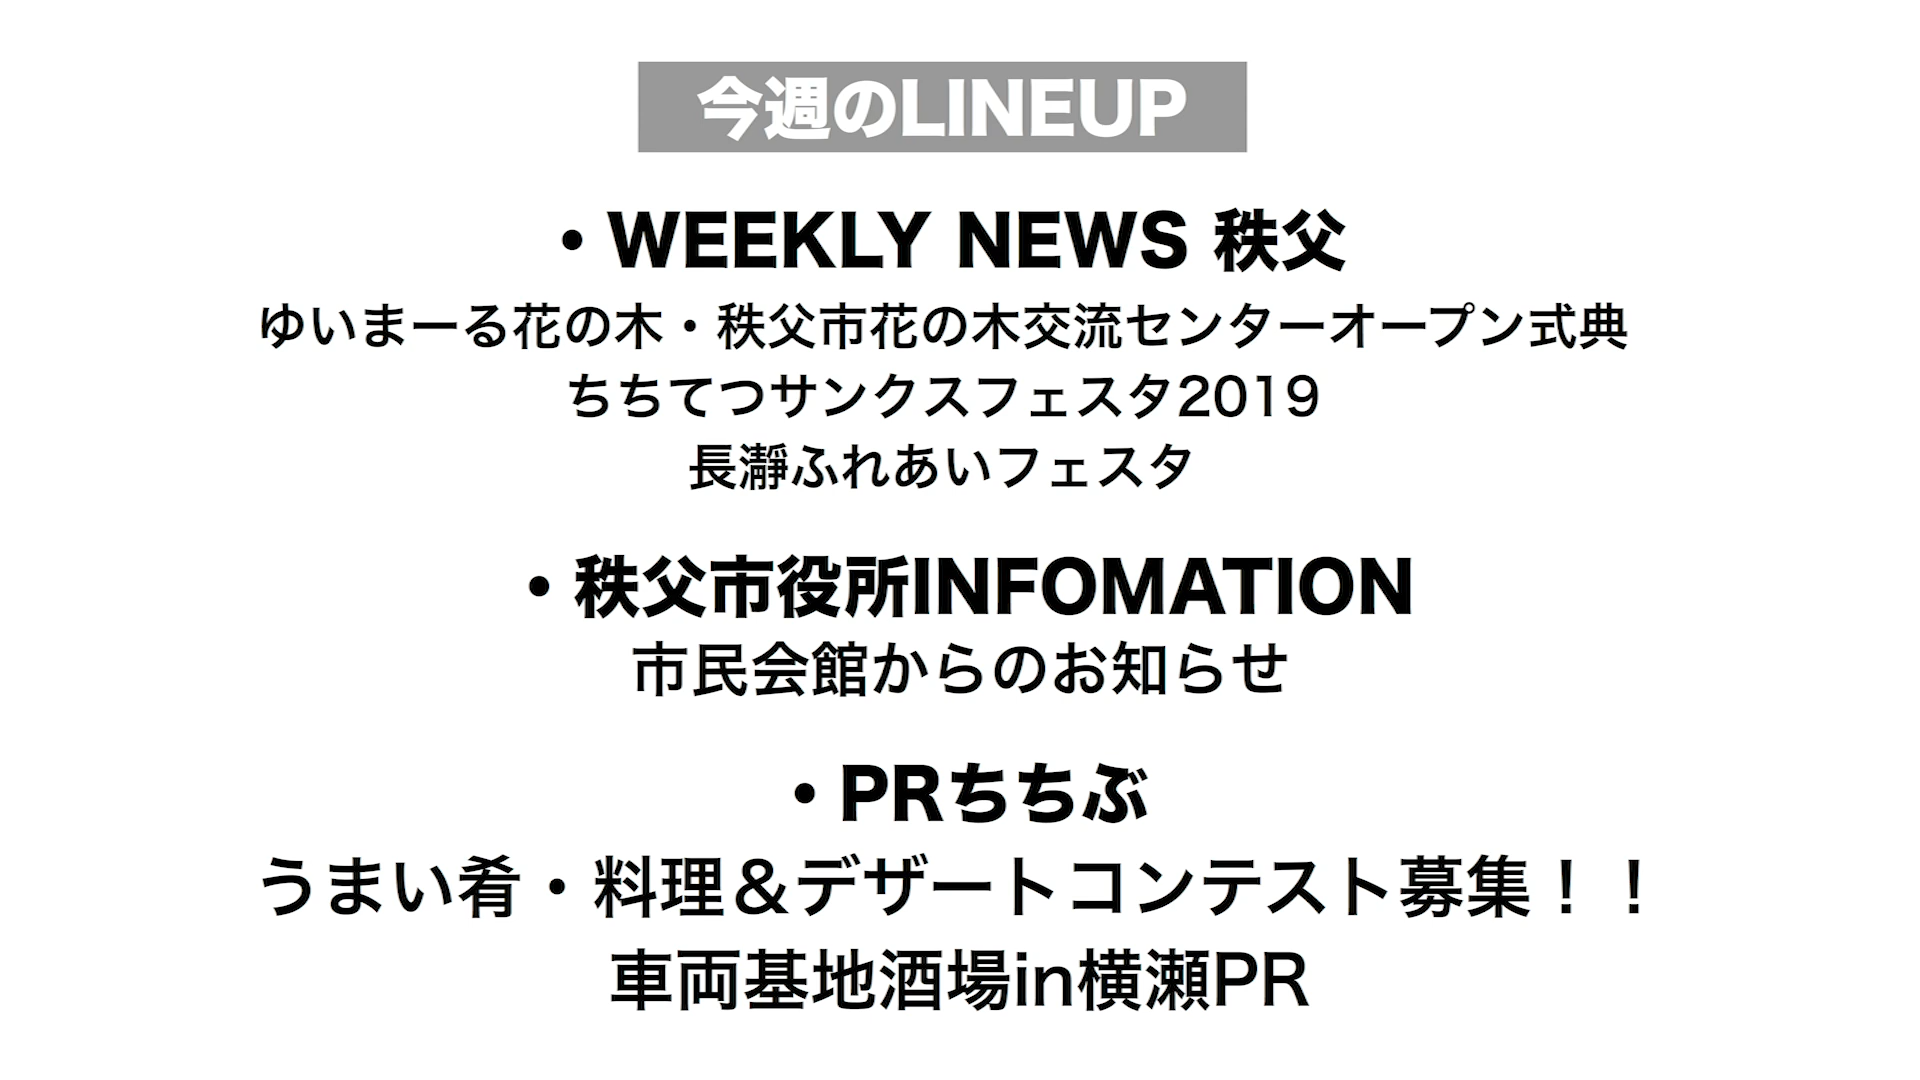 今週のLINEUP
・WEEKLY NEWS 秩父
ゆいまーる花の木・秩父市花の木交流センターオープン式典
ちちてつサンクスフェスタ2019
長瀞ふれあいフェスタ
・秩父市役所INFOMATION
市民会館からのお知らせ
・PRちちぶ
うまい肴・料理＆デザートコンテスト募集！！
車両基地酒場in横瀬PR